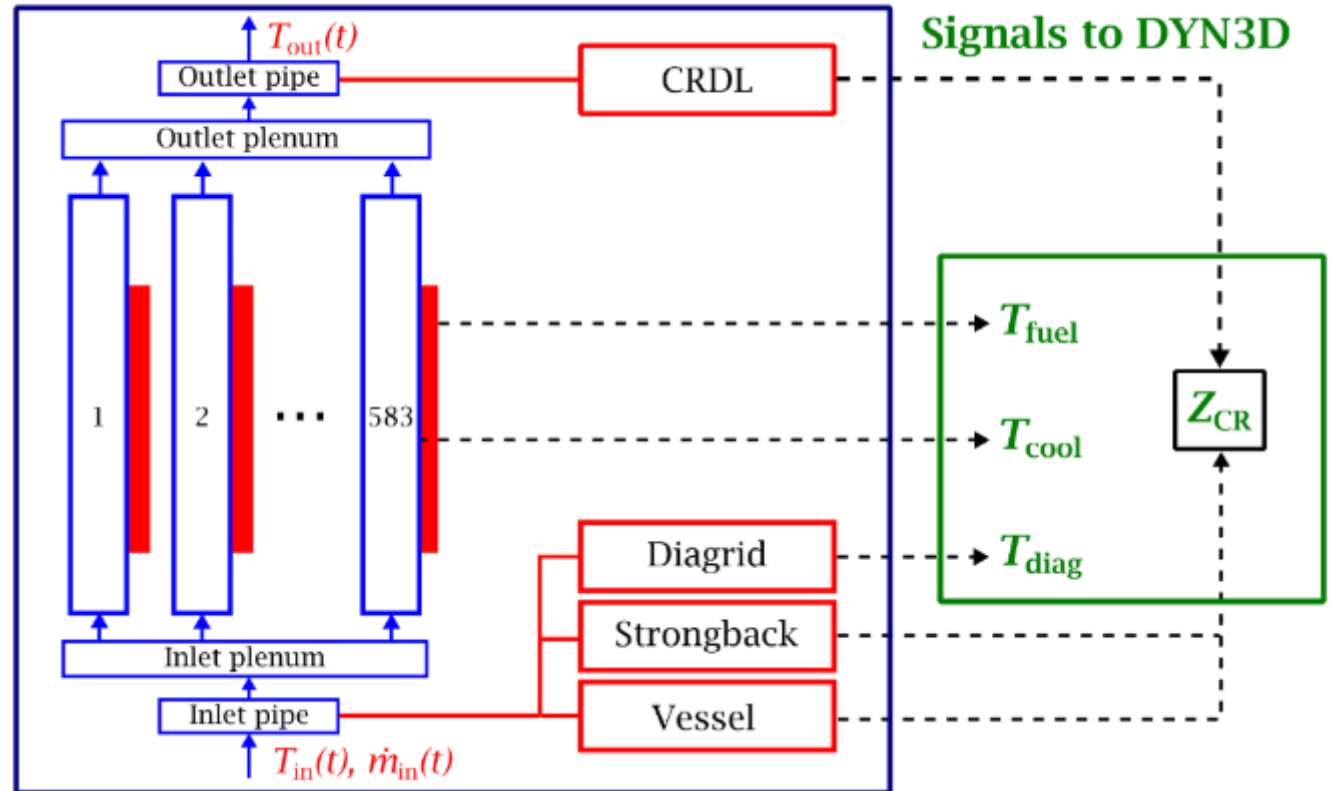 Signals to DYN3D
T_out(t)
Outlet pipe
CRDL
Outlet plenum
1
2
...
583
T_fuel
Z_CR
T_cool
Diagrid
T_diag
Strongback
Inlet plenum
Inlet pipe
Vessel
T_in(t), ṁ_in(t)